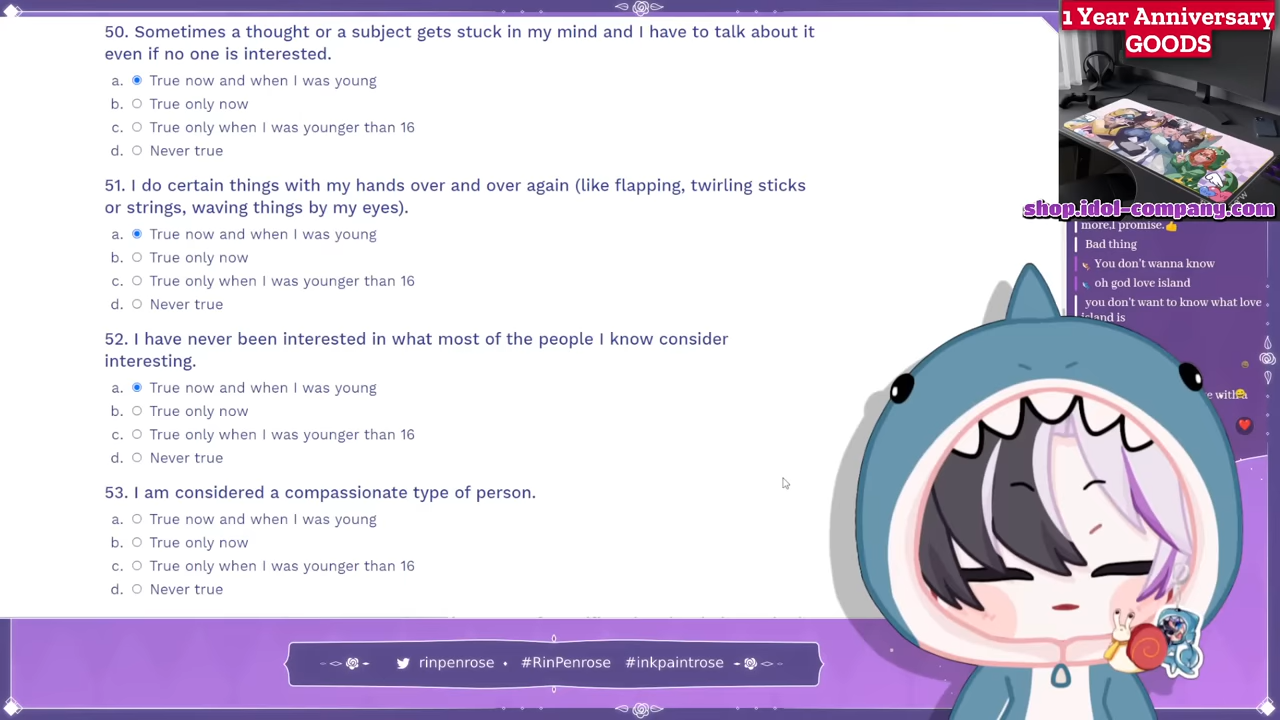 50. Sometimes a thought or a subject gets stuck in my mind and I have to talk about it
even if no one is interested.
a. True now and when I was young
b. True only now
c. True only when I was younger than 16
d. Never true
51. I do certain things with my hands over and over again (like flapping, twirling sticks
or strings, waving things by my eyes).
a. True now and when I was young
b. True only now
c. True only when I was younger than 16
d. Never true
52. I have never been interested in what most of the people I know consider
interesting.
a. True now and when I was young
b. True only now
c. True only when I was younger than 16
d. Never true
53. I am considered a compassionate type of person.
a. True now and when I was young
b. True only now
c. True only when I was younger than 16
d. Never true
1 Year Anniversary
GOODS
shop.idol-company.com
more,I promise.👍
Bad thing
You don't wanna know
oh god love island
you don't want to know what love
island is
e with a
rinpenrose • #RinPenrose #inkpaintrose